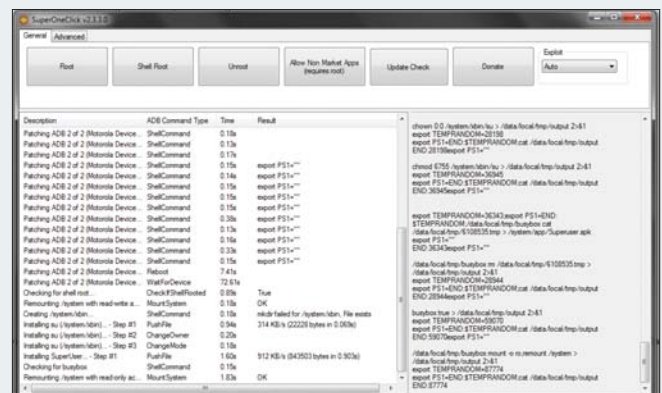 SuperOneClick v2.3.3.0
General Advanced
Root
Shell Root
Unroot
Allow Non Market Apps
(requires root)
Update Check
Donate
Exploit
Auto
Description ADB Command Type Time Result
Patching ADB 2 of 2 (Motorola Device... ShellCommand 0.18s
Patching ADB 2 of 2 (Motorola Device... ShellCommand 0.13s
Patching ADB 2 of 2 (Motorola Device... ShellCommand 0.17s
Patching ADB 2 of 2 (Motorola Device... ShellCommand 0.15s export PS1=""
Patching ADB 2 of 2 (Motorola Device... ShellCommand 0.14s export PS1=""
Patching ADB 2 of 2 (Motorola Device... ShellCommand 0.15s export PS1=""
Patching ADB 2 of 2 (Motorola Device... ShellCommand 0.15s export PS1=""
Patching ADB 2 of 2 (Motorola Device... ShellCommand 0.15s export PS1=""
Patching ADB 2 of 2 (Motorola Device... ShellCommand 0.38s export PS1=""
Patching ADB 2 of 2 (Motorola Device... ShellCommand 0.13s export PS1=""
Patching ADB 2 of 2 (Motorola Device... ShellCommand 0.16s export PS1=""
Patching ADB 2 of 2 (Motorola Device... ShellCommand 0.33s export PS1=""
Patching ADB 2 of 2 (Motorola Device... ShellCommand 0.15s export PS1=""
Patching ADB 2 of 2 (Motorola Device... Reboot 7.41s
Patching ADB 2 of 2 (Motorola Device... WaitForDevice 72.61s
Checking for shell root... CheckIfShellRooted 0.89s True
Remounting /system with read-write a... MountSystem 0.18s OK
Creating /system/xbin... ShellCommand 0.18s mkdir failed for /system/xbin, File exists
Installing su (/system/xbin)... - Step #1 PushFile 0.94s 314 KB/s (22226 bytes in 0.069s)
Installing su (/system/xbin)... - Step #2 ChangeOwner 0.20s
Installing su (/system/xbin)... - Step #3 ChangeMode 0.18s
Installing SuperUser... - Step #1 PushFile 1.60s 912 KB/s (843503 bytes in 0.903s)
Checking for busybox ShellCommand 0.15s
Remounting /system with read-only ac... MountSystem 1.83s OK
chown 0.0 /system/xbin/su > /data/local/tmp/output 2>&1
export TEMPRANDOM=28198
export PS1=END:$TEMPRANDOM;cat /data/local/tmp/output
END:28198export PS1=""
chmod 6755 /system/xbin/su > /data/local/tmp/output 2>&1
export TEMPRANDOM=36945
export PS1=END:$TEMPRANDOM;cat /data/local/tmp/output
END:36945export PS1=""
export TEMPRANDOM=36343;export PS1=END:
$TEMPRANDOM;/data/local/tmp/busybox cat
/data/local/tmp/6108535.tmp > /system/app/Superuser.apk
export PS1=""
END:36343export PS1=""
/data/local/tmp/busybox rm /data/local/tmp/6108535.tmp >
/data/local/tmp/output 2>&1
export TEMPRANDOM=28944
export PS1=END:$TEMPRANDOM;cat /data/local/tmp/output
END:28944export PS1=""
busybox true > /data/local/tmp/output 2>&1
export TEMPRANDOM=59070
export PS1=END:$TEMPRANDOM;cat /data/local/tmp/output
END:59070export PS1=""
/data/local/tmp/busybox mount -o ro,remount /system >
/data/local/tmp/output 2>&1
export TEMPRANDOM=87774
export PS1=END:$TEMPRANDOM;cat /data/local/tmp/output
END:87774